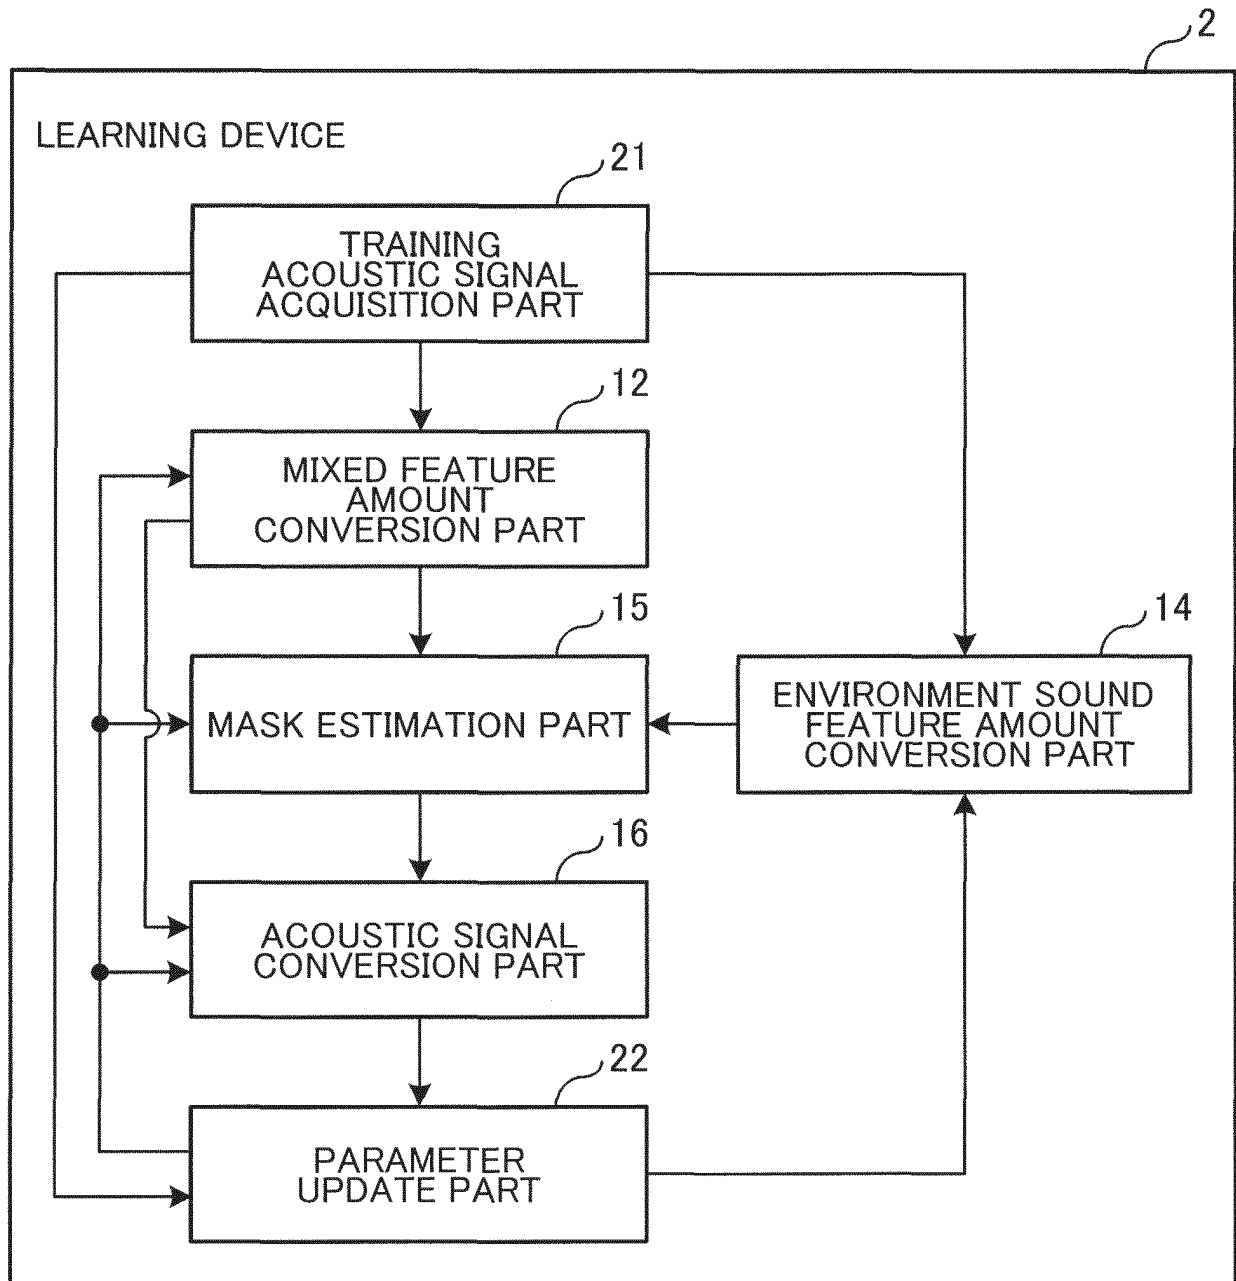 2
LEARNING DEVICE
21
TRAINING
ACOUSTIC SIGNAL
ACQUISITION PART
12
MIXED FEATURE
AMOUNT
CONVERSION PART
15
MASK ESTIMATION PART
14
ENVIRONMENT SOUND
FEATURE AMOUNT
CONVERSION PART
16
ACOUSTIC SIGNAL
CONVERSION PART
22
PARAMETER
UPDATE PART